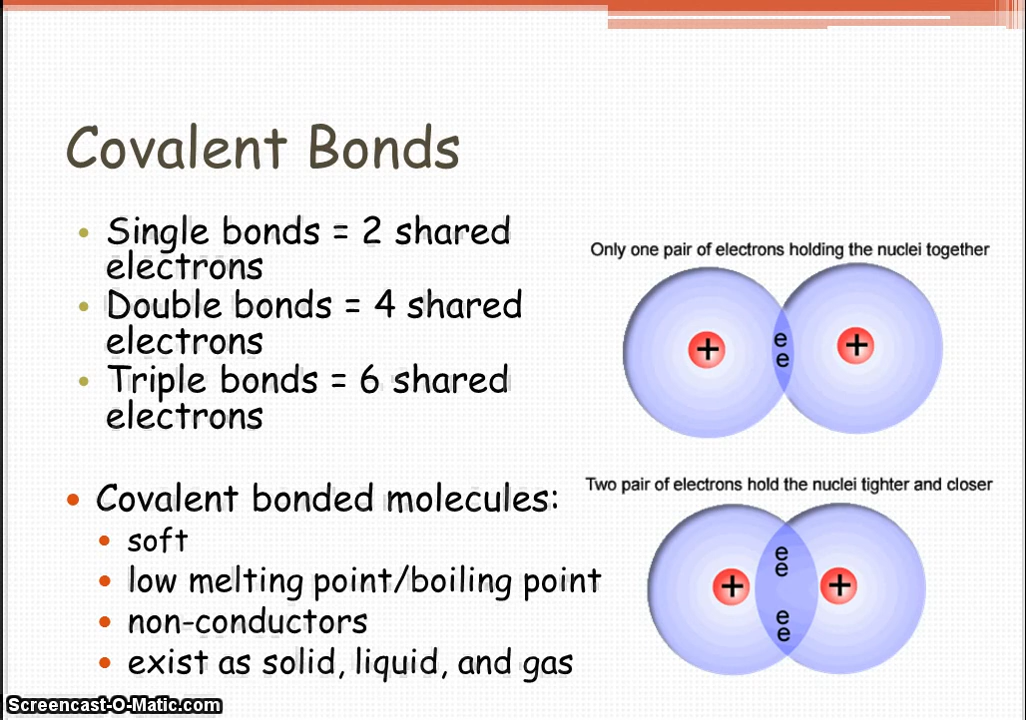 Covalent Bonds
• Single bonds = 2 shared
electrons
• Double bonds = 4 shared
electrons
• Triple bonds = 6 shared
electrons
• Covalent bonded molecules:
• soft
• low melting point/boiling point
• non-conductors
• exist as solid, liquid, and gas
Only one pair of electrons holding the nuclei together
+ e +
e
Two pair of electrons hold the nuclei tighter and closer
e
e
+ +
e
e
Screencast-O-Matic.com